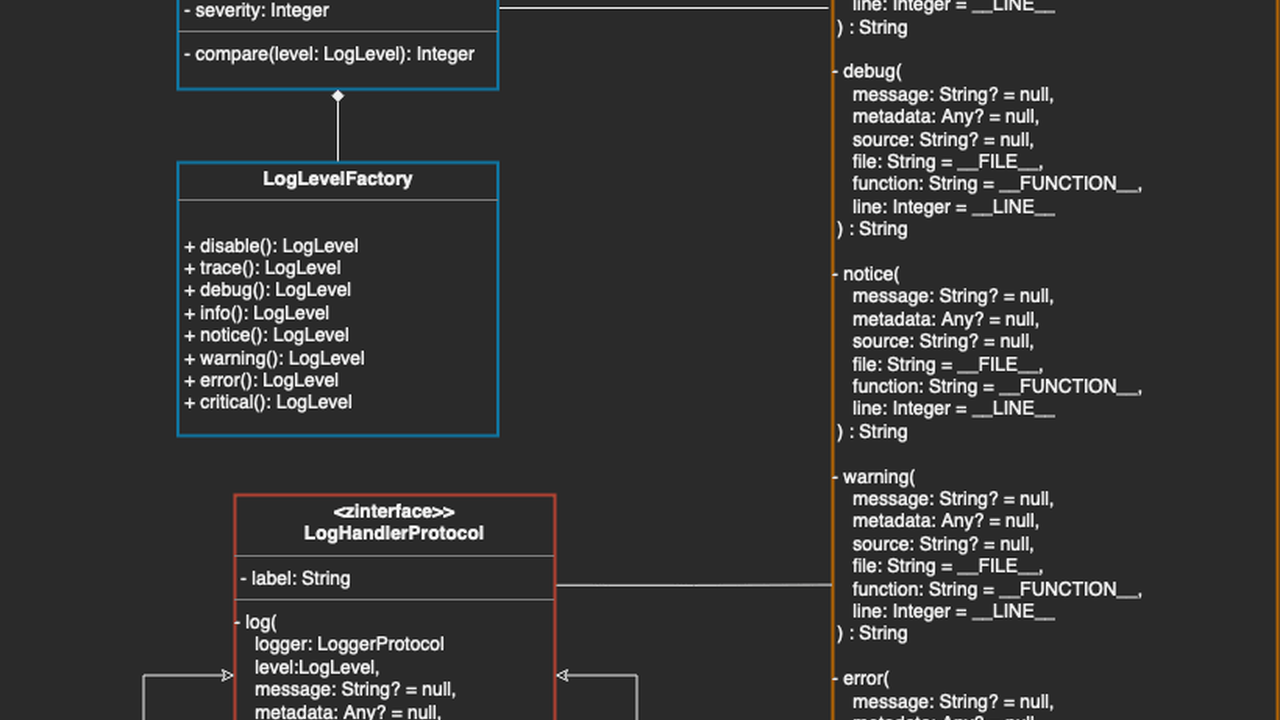 - severity: Integer
- compare(level: LogLevel): Integer
LogLevelFactory
+ disable(): LogLevel
+ trace(): LogLevel
+ debug(): LogLevel
+ info(): LogLevel
+ notice(): LogLevel
+ warning(): LogLevel
+ error(): LogLevel
+ critical(): LogLevel
<zinterface>>
LogHandlerProtocol
- label: String
- log(
logger: LoggerProtocol
level:LogLevel,
message: String? = null,
metadata: Any? = null,
line: Integer = __LINE__
) : String
- debug(
message: String? = null,
metadata: Any? = null,
source: String? = null,
file: String = __FILE__,
function: String = __FUNCTION__,
line: Integer = __LINE__
) : String
- notice(
message: String? = null,
metadata: Any? = null,
source: String? = null,
file: String = __FILE__,
function: String = __FUNCTION__,
line: Integer = __LINE__
) : String
- warning(
message: String? = null,
metadata: Any? = null,
source: String? = null,
file: String = __FILE__,
function: String = __FUNCTION__,
line: Integer = __LINE__
) : String
- error(
message: String? = null,
metadata: Any? = null,